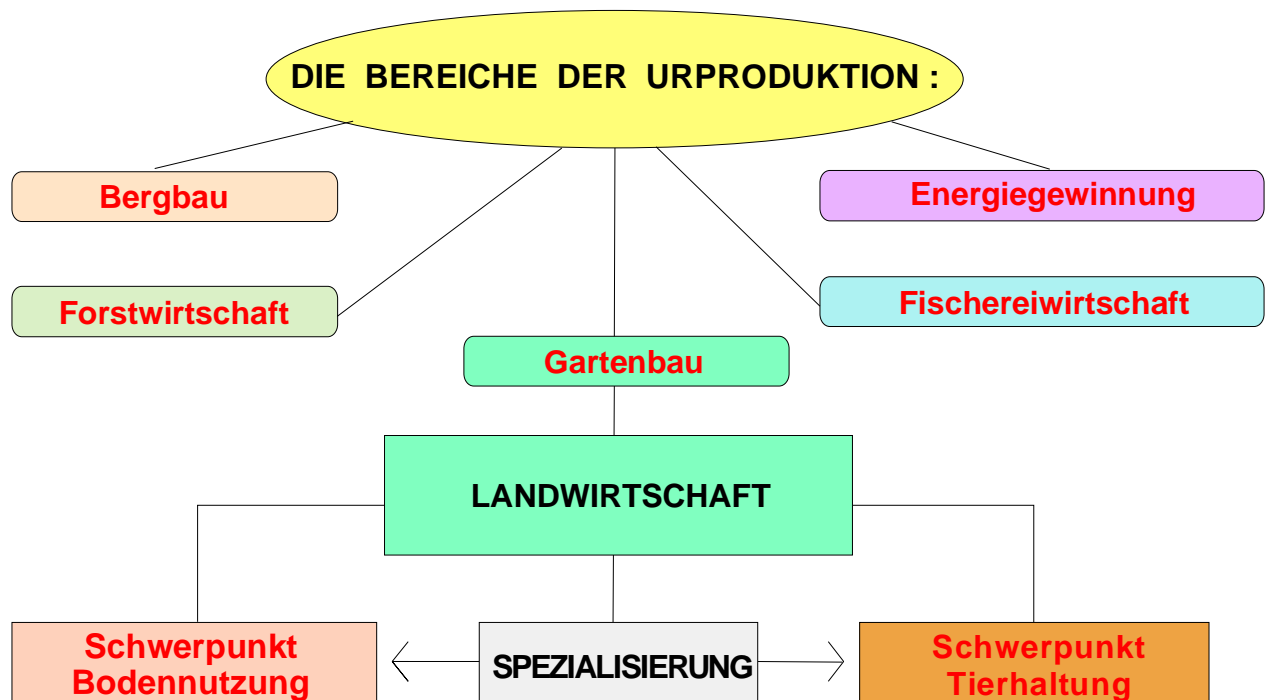 DIE BEREICHE DER URPRODUKTION :
Bergbau
Energiegewinnung
Forstwirtschaft
Fischereiwirtschaft
Gartenbau
LANDWIRTSCHAFT
Schwerpunkt
Bodennutzung
SPEZIALISIERUNG
Schwerpunkt
Tierhaltung